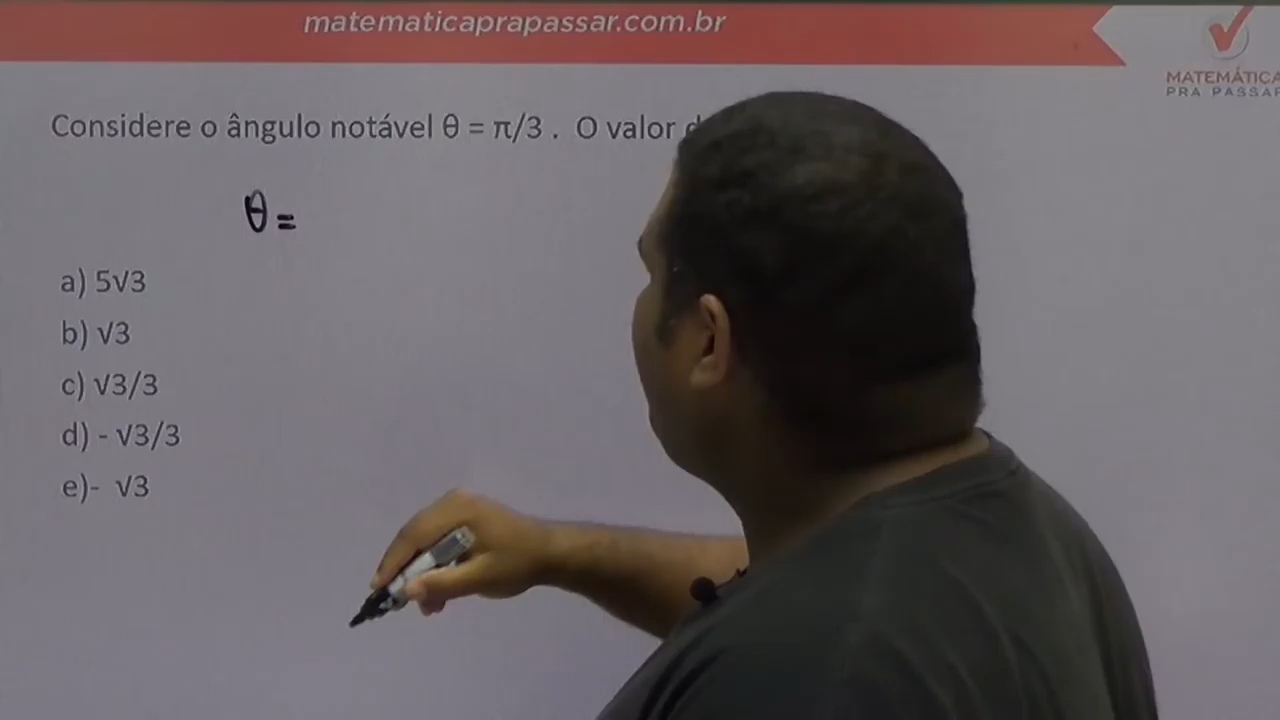 matematicaprapassar.com.br
MATEMÁTICA
PRA PASSAR
Considere o ângulo notável θ = π/3 . O valor
θ =
a) 5√3
b) √3
c) √3/3
d) - √3/3
e)- √3